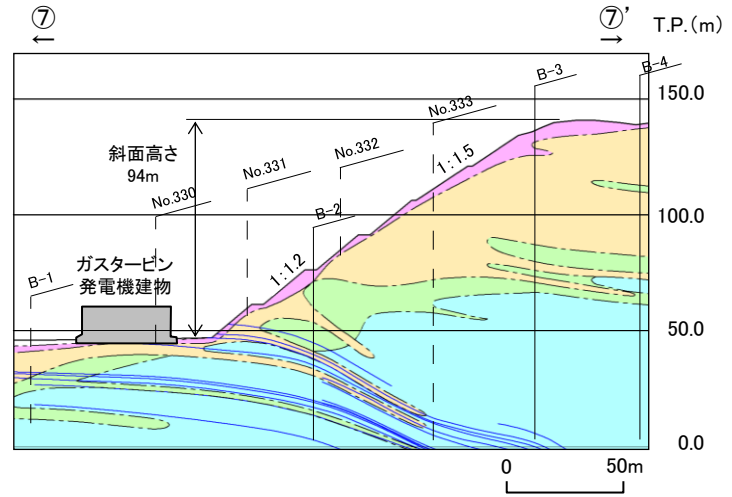 ⑦
←
⑦’
→
T.P.(m)
B-3
B-4
150.0
No.333
斜面高さ
94m
No.332
1:1.5
No.331
No.330
B-2
100.0
ガスタービン
発電機建物
1:1.2
B-1
50.0
0.0
0 50m